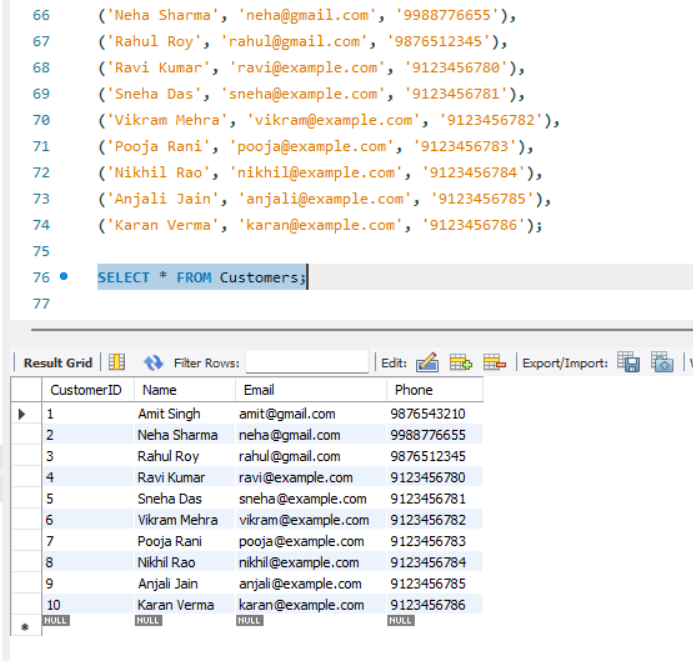 66 ('Neha Sharma', 'neha@gmail.com', '9988776655'),
67 ('Rahul Roy', 'rahul@gmail.com', '9876512345'),
68 ('Ravi Kumar', 'ravi@example.com', '9123456780'),
69 ('Sneha Das', 'sneha@example.com', '9123456781'),
70 ('Vikram Mehra', 'vikram@example.com', '9123456782'),
71 ('Pooja Rani', 'pooja@example.com', '9123456783'),
72 ('Nikhil Rao', 'nikhil@example.com', '9123456784'),
73 ('Anjali Jain', 'anjali@example.com', '9123456785'),
74 ('Karan Verma', 'karan@example.com', '9123456786');
75
76 SELECT * FROM Customers;
77
Result Grid Filter Rows: Edit: Export/Import:
CustomerID Name Email Phone
1 Amit Singh amit@gmail.com 9876543210
2 Neha Sharma neha@gmail.com 9988776655
3 Rahul Roy rahul@gmail.com 9876512345
4 Ravi Kumar ravi@example.com 9123456780
5 Sneha Das sneha@example.com 9123456781
6 Vikram Mehra vikram@example.com 9123456782
7 Pooja Rani pooja@example.com 9123456783
8 Nikhil Rao nikhil@example.com 9123456784
9 Anjali Jain anjali@example.com 9123456785
10 Karan Verma karan@example.com 9123456786
NULL NULL NULL NULL